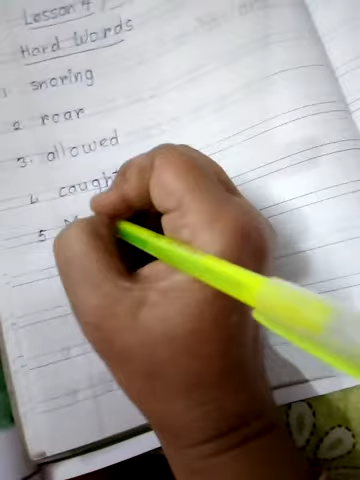 Lesson 4
Hard Words
1 snoring
2 roar
3. allowed
4 caught
5